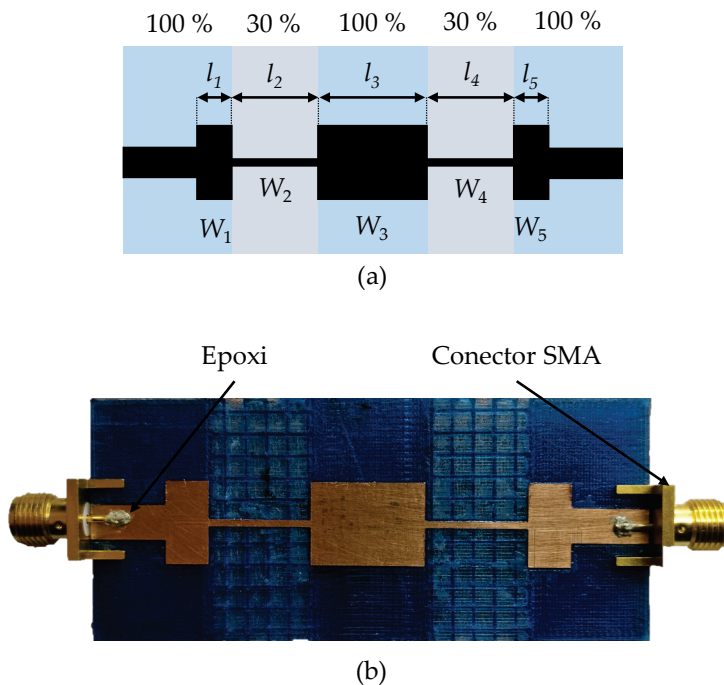 100 % 30 % 100 % 30 % 100 %
l1 l2 l3 l4 l5
W2 W4
W1 W3 W5
(a)
Epoxi Conector SMA
(b)